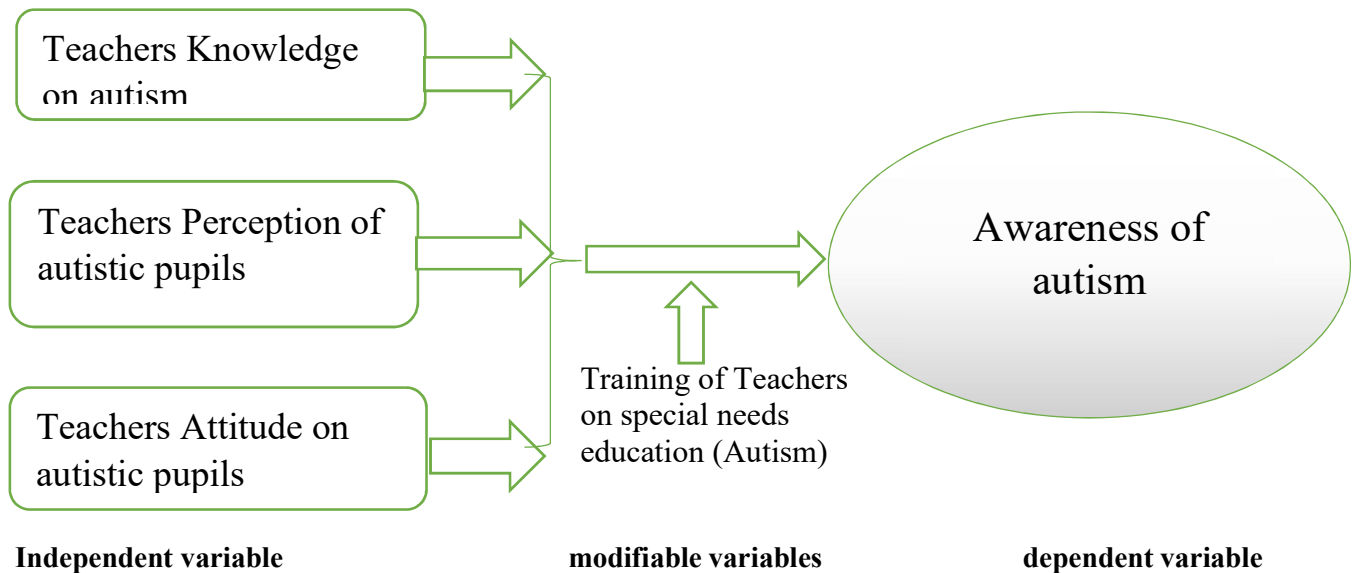 Teachers Knowledge
on autism
Teachers Perception of
autistic pupils
Teachers Attitude on
autistic pupils
Training of Teachers
on special needs
education (Autism)
Awareness of
autism
Independent variable
modifiable variables
dependent variable